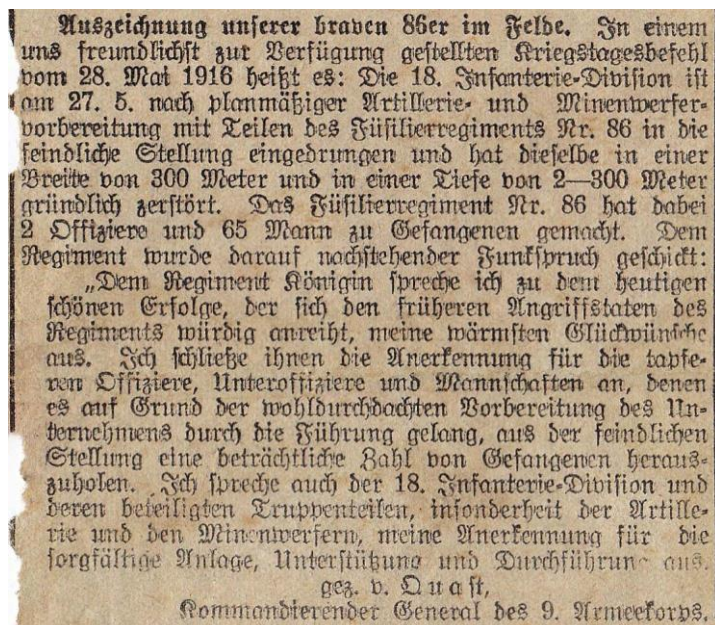 Auszeichnung unserer braven 86er im Felde. In einem
uns freundlichst zur Verfügung gestellten Kriegstagesbefehl
vom 28. Mai 1916 heißt es: Die 18. Infanterie-Division ist
am 27. 5. nach planmäßiger Artillerie- und Minenwerfer-
vorbereitung mit Teilen des Füsilierregiments Nr. 86 in die
feindliche Stellung eingedrungen und hat dieselbe in einer
Breite von 300 Meter und in einer Tiefe von 2—300 Meter
gründlich zerstört. Das Füsilierregiment Nr. 86 hat dabei
2 Offiziere und 65 Mann zu Gefangenen gemacht. Dem
Regiment wurde darauf nachstehender Funkspruch geschickt:
„Dem Regiment Königin spreche ich zu dem heutigen
schönen Erfolge, der sich den früheren Angriffstaten des
Regiments würdig anreiht, meine wärmsten Glückwünsche
aus. Ich schließe ihnen die Anerkennung für die tapfe-
ren Offiziere, Unteroffiziere und Mannschaften an, denen
es auf Grund der wohldurchdachten Vorbereitung des Un-
ternehmens durch die Führung gelang, aus der feindlichen
Stellung eine beträchtliche Zahl von Gefangenen heraus-
zuholen. Ich spreche auch der 18. Infanterie-Division und
deren beteiligten Truppenteilen, insonderheit der Artille-
rie und den Minenwerfern, meine Anerkennung für die
sorgfältige Anlage, Unterstützung und Durchführung aus.
gez. v. Quast,
Kommandierender General des 9. Armeekorps.